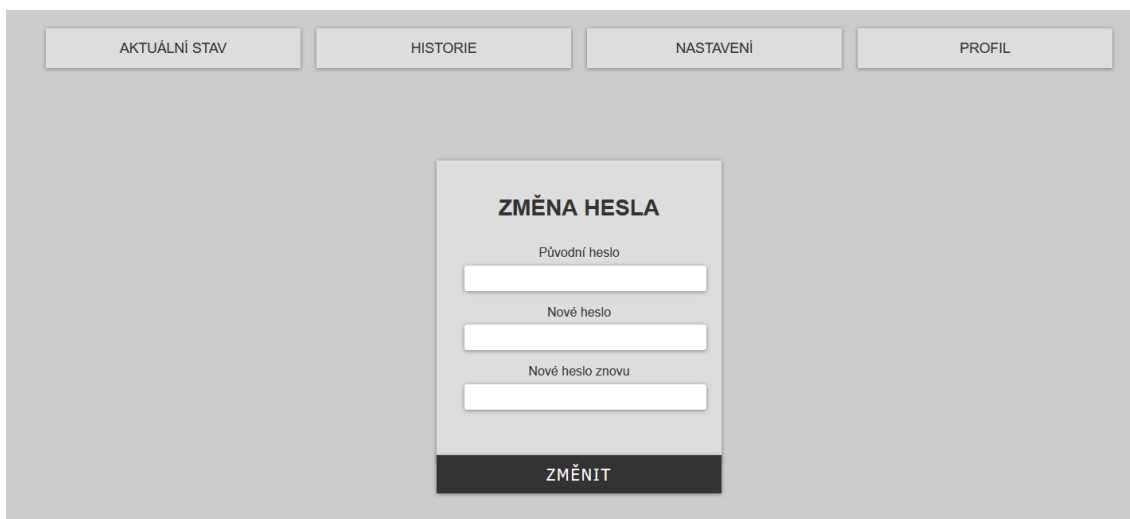 AKTUÁLNÍ STAV
HISTORIE
NASTAVENÍ
PROFIL
ZMĚNA HESLA
Původní heslo
Nové heslo
Nové heslo znovu
ZMĚNIT